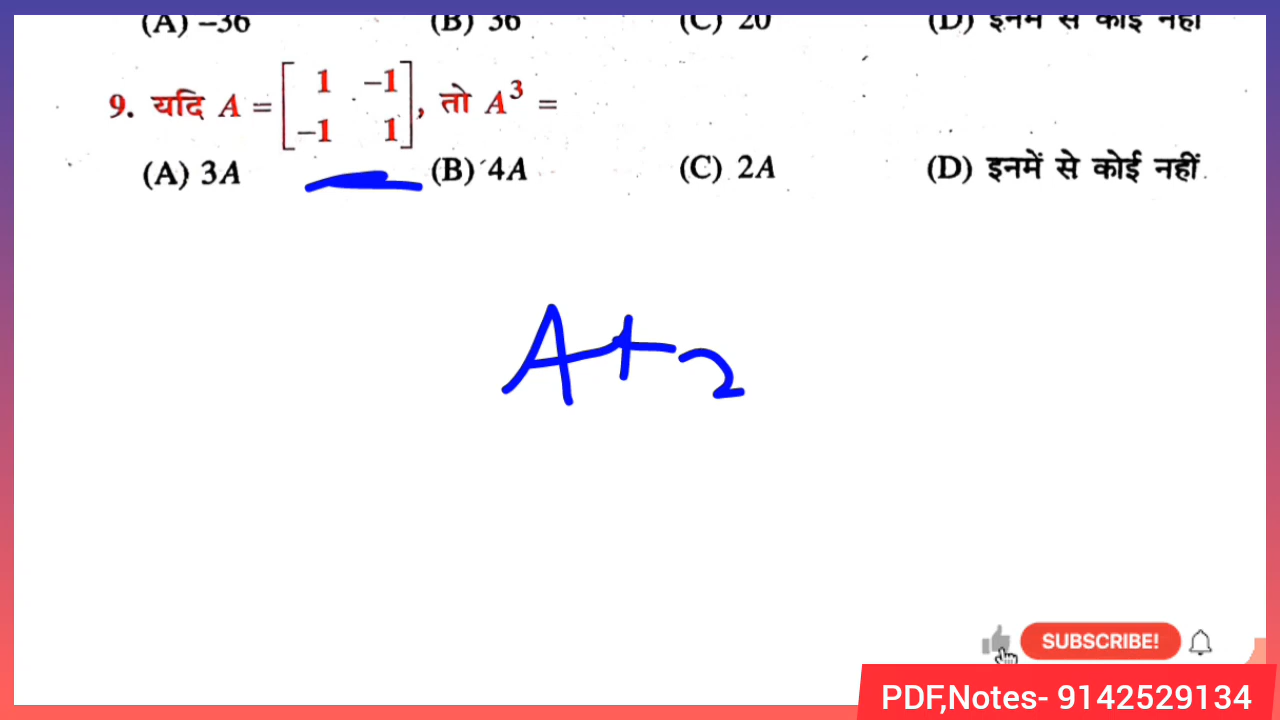 (A) –36 (B) 36 (C) 20 (D) इनमें से कोई नहीं
9. यदि A = [ 1 –1 ], तो A³ =
[ –1 1 ]
(A) 3A (B) 4A (C) 2A (D) इनमें से कोई नहीं.
A+2
SUBSCRIBE!
PDF,Notes- 9142529134